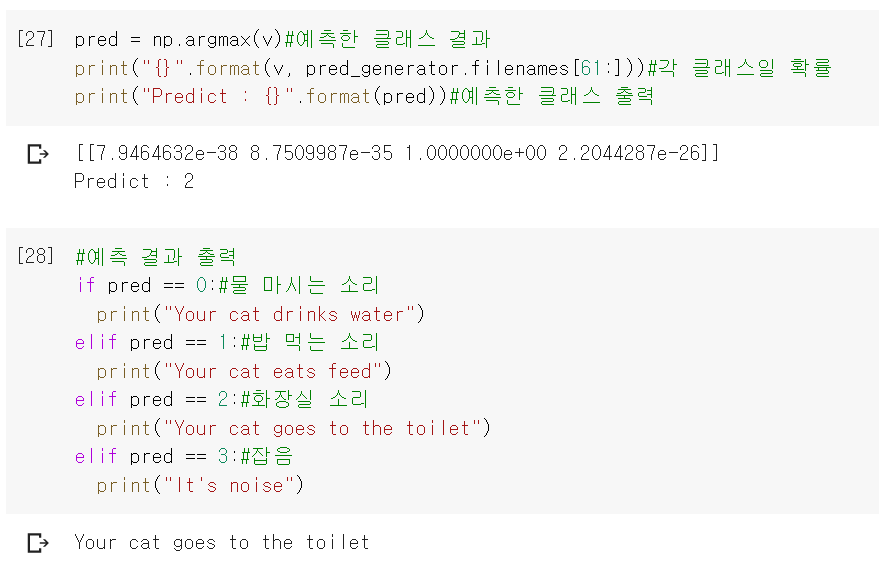 [27] pred = np.argmax(v)#예측한 클래스 결과
print("{}".format(v, pred_generator.filenames[61:]))#각 클래스일 확률
print("Predict : {}".format(pred))#예측한 클래스 출력
[[7.9464632e-38 8.7509987e-35 1.0000000e+00 2.2044287e-26]]
Predict : 2
[28] #예측 결과 출력
if pred == 0:#물 마시는 소리
print("Your cat drinks water")
elif pred == 1:#밥 먹는 소리
print("Your cat eats feed")
elif pred == 2:#화장실 소리
print("Your cat goes to the toilet")
elif pred == 3:#잡음
print("It's noise")
Your cat goes to the toilet